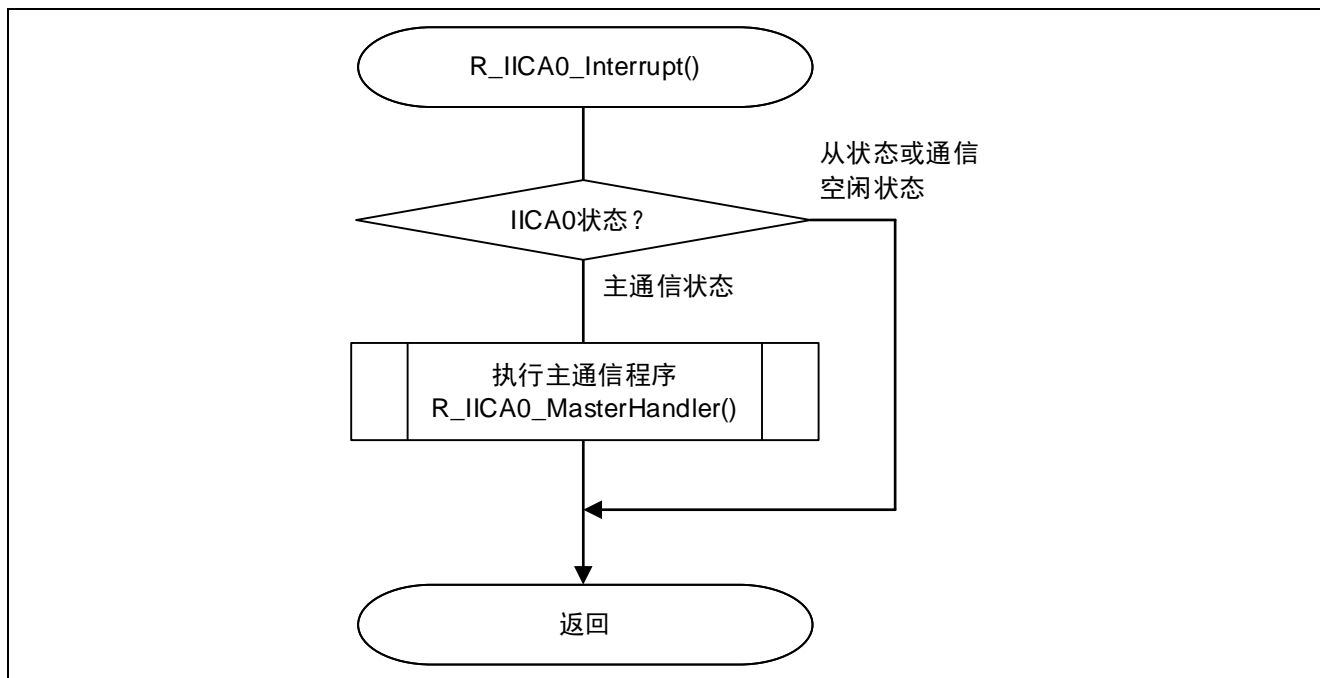 R_IICA0_Interrupt()
从状态或通信
空闲状态
IICA0状态？
主通信状态
执行主通信程序
R_IICA0_MasterHandler()
返回